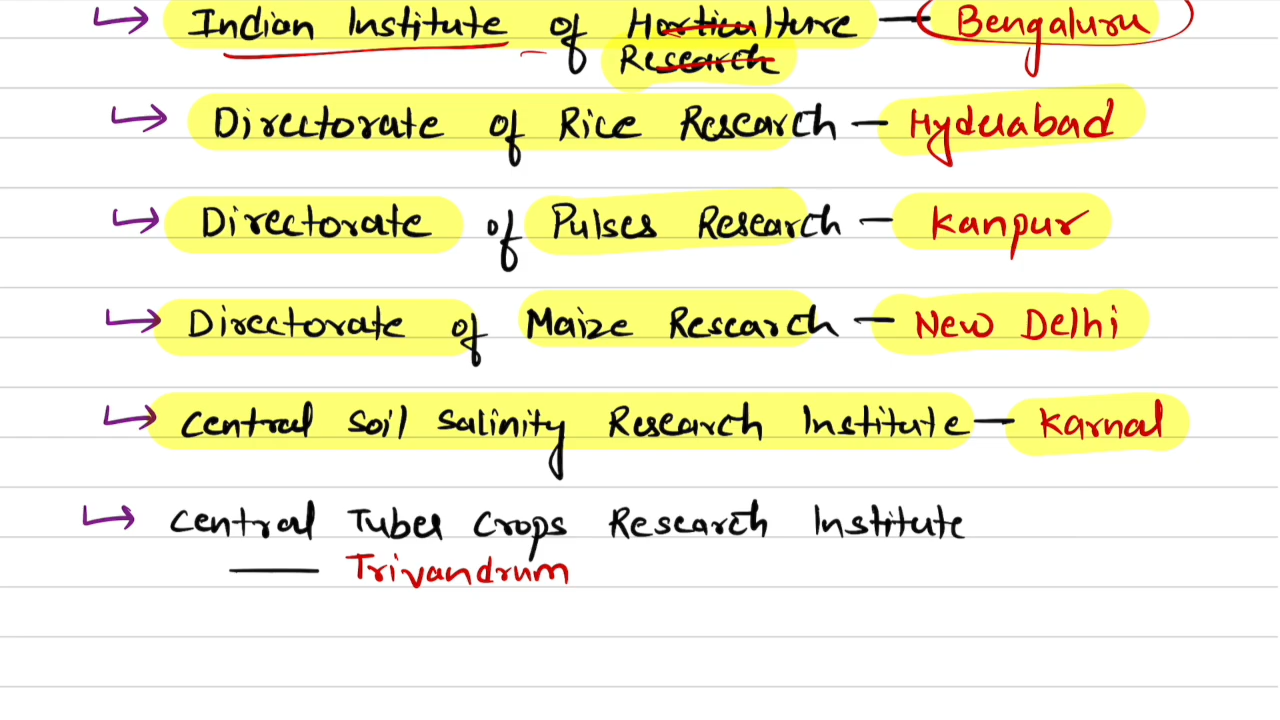 ↳ Indian Institute of Horticulture — Bengaluru
Research
↳ Directorate of Rice Research — Hyderabad
↳ Directorate of Pulses Research — Kanpur
↳ Directorate of Maize Research — New Delhi
↳ Central Soil Salinity Research Institute — Karnal
↳ Central Tuber Crops Research Institute
— Trivandrum